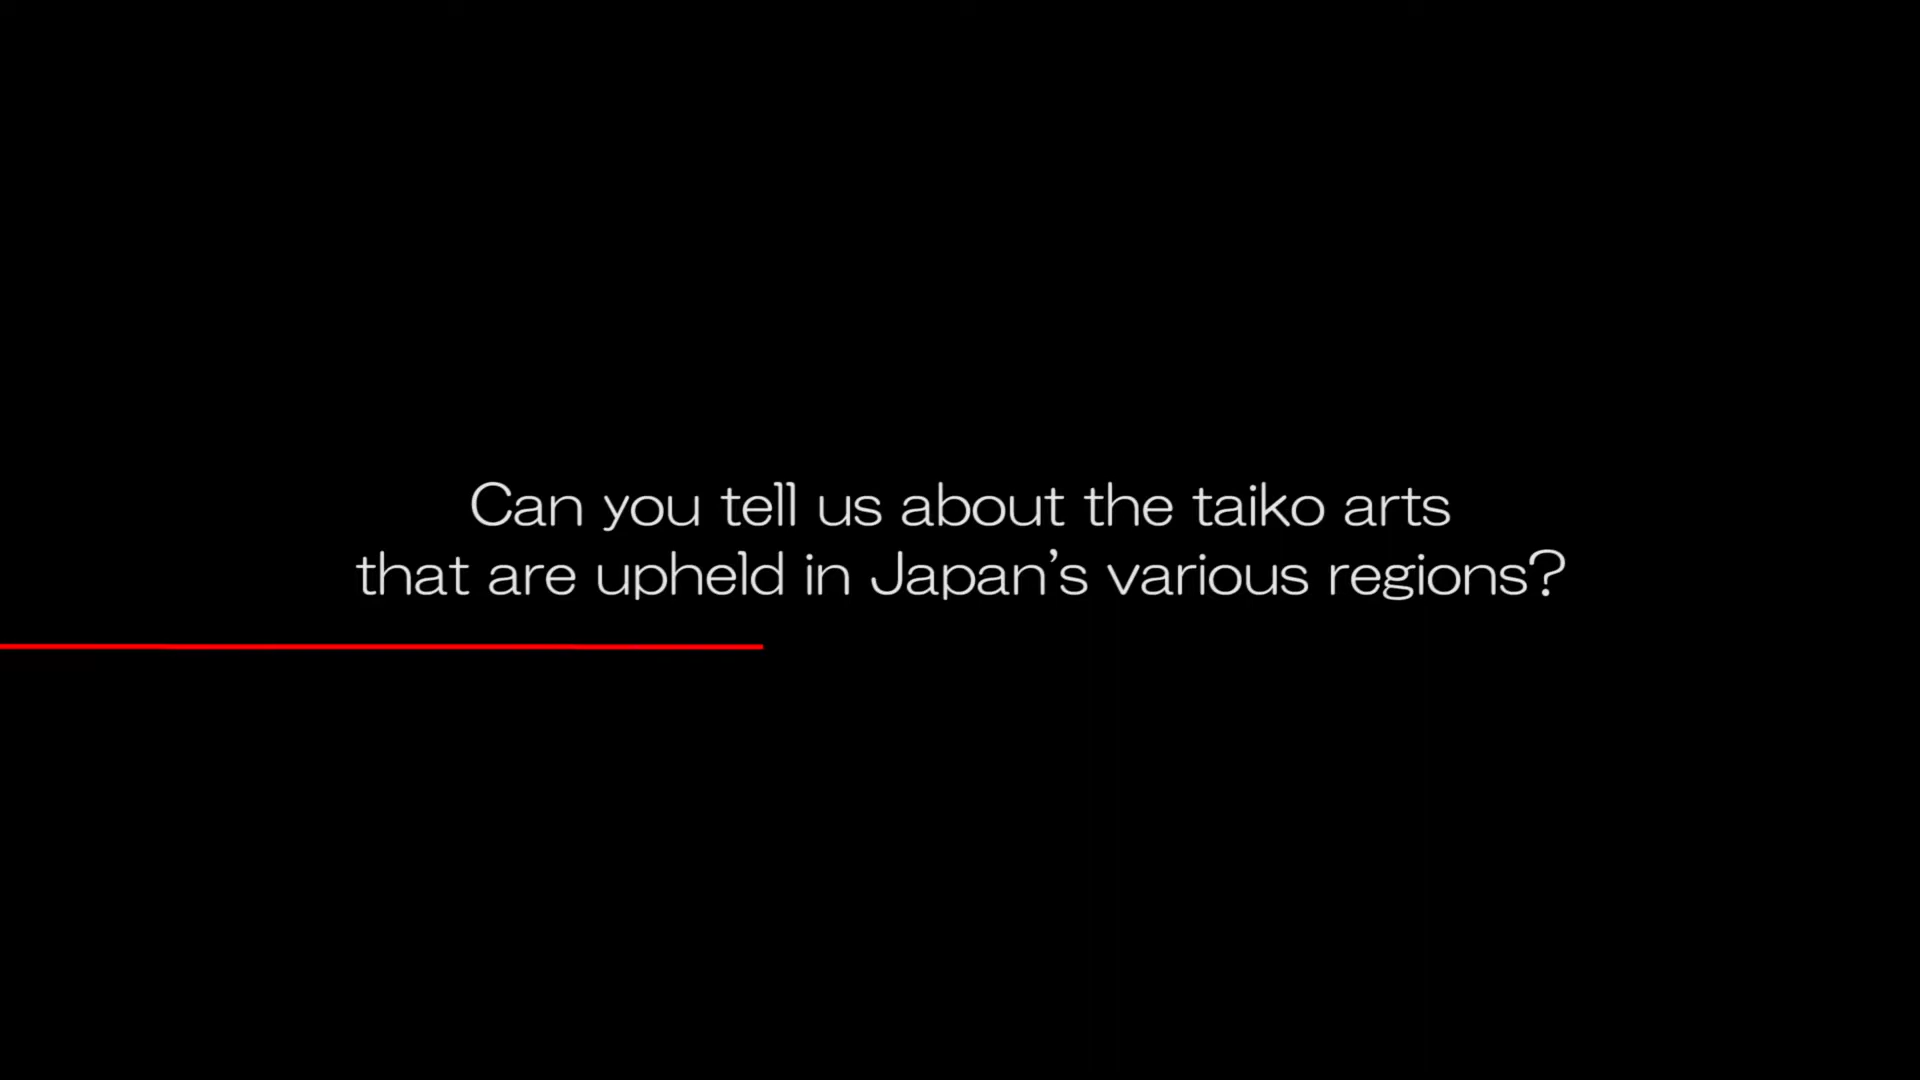 Can you tell us about the taiko arts
that are upheld in Japan’s various regions?